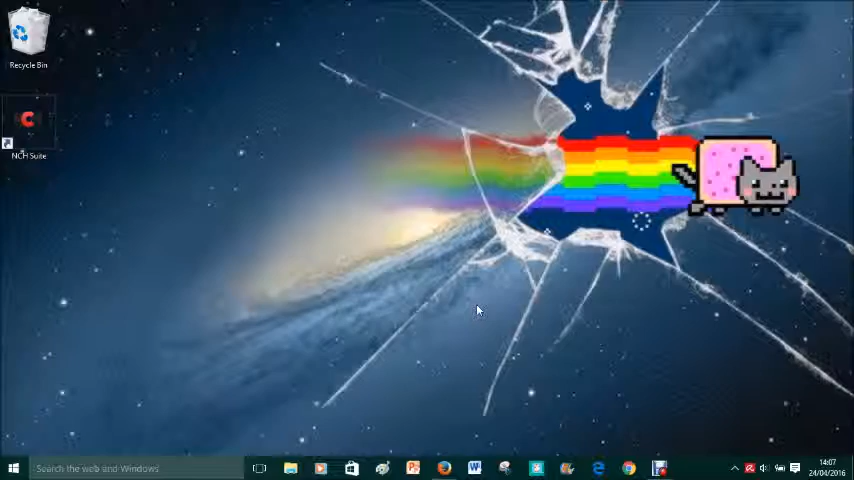 Recycle Bin
NCH Suite
Search the web and Windows
14:07
24/04/2016